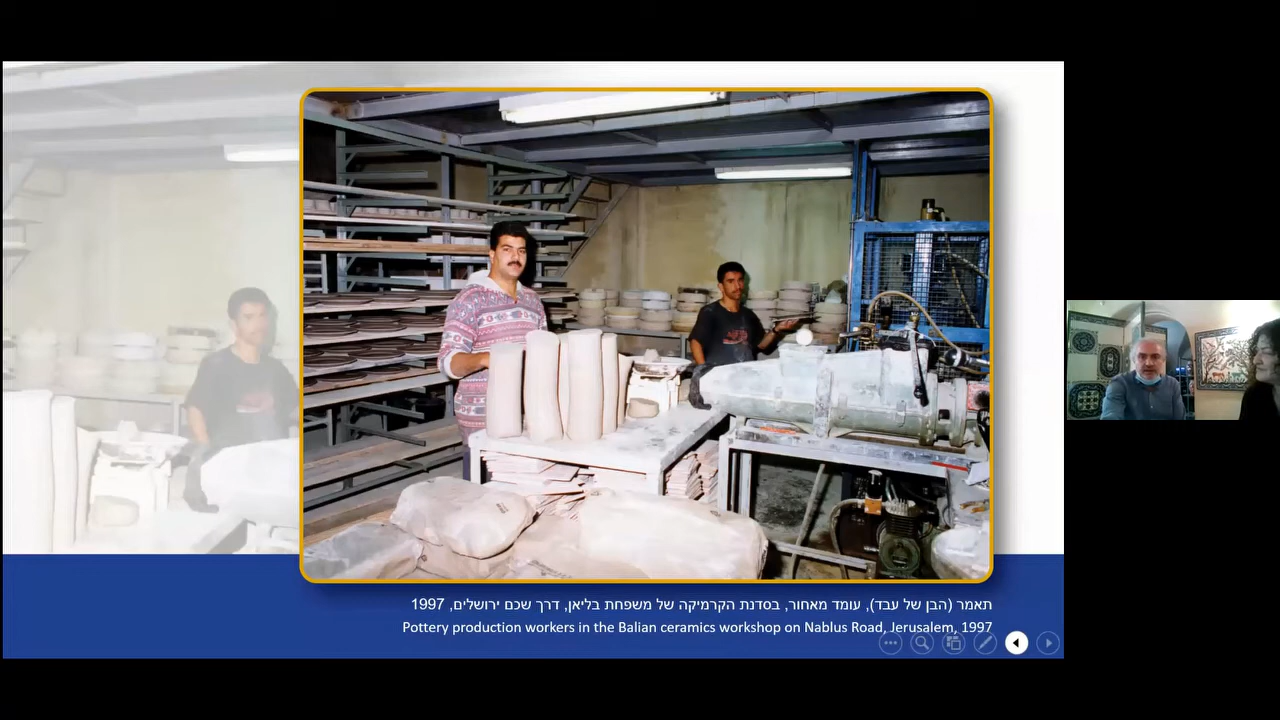 תאמר (הבן של עבד), עומד מאחור, בסדנת הקרמיקה של משפחת בליאן, דרך שכם ירושלים, 1997
Pottery production workers in the Balian ceramics workshop on Nablus Road, Jerusalem, 1997